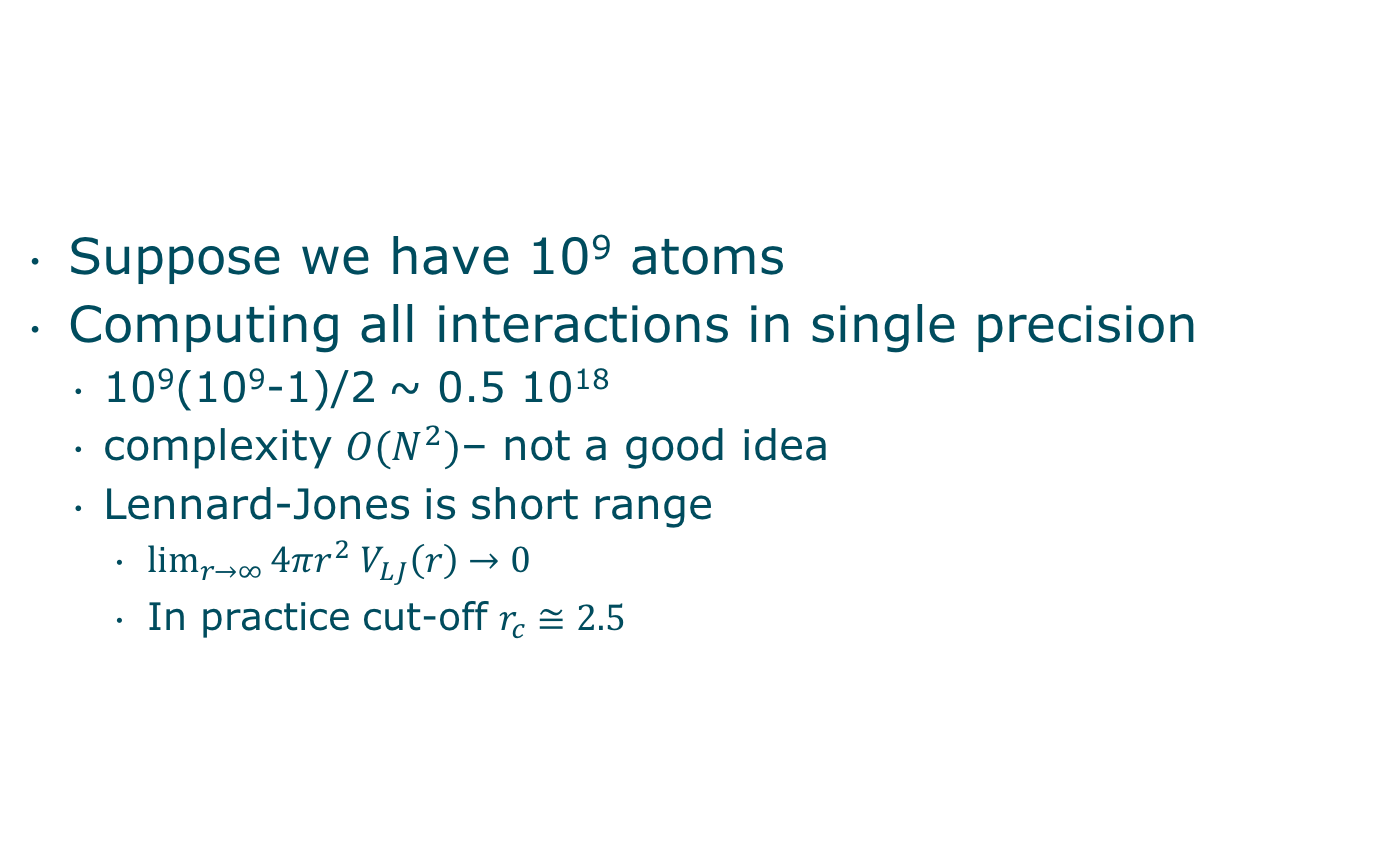 · Suppose we have 10⁹ atoms
· Computing all interactions in single precision
· 10⁹(10⁹-1)/2 ~ 0.5 10¹⁸
· complexity 𝑂(𝑁²)– not a good idea
· Lennard-Jones is short range
· lim_{𝑟→∞} 4𝜋𝑟² 𝑉_{𝐿𝐽}(𝑟) → 0
· In practice cut-off 𝑟_𝑐 ≅ 2.5